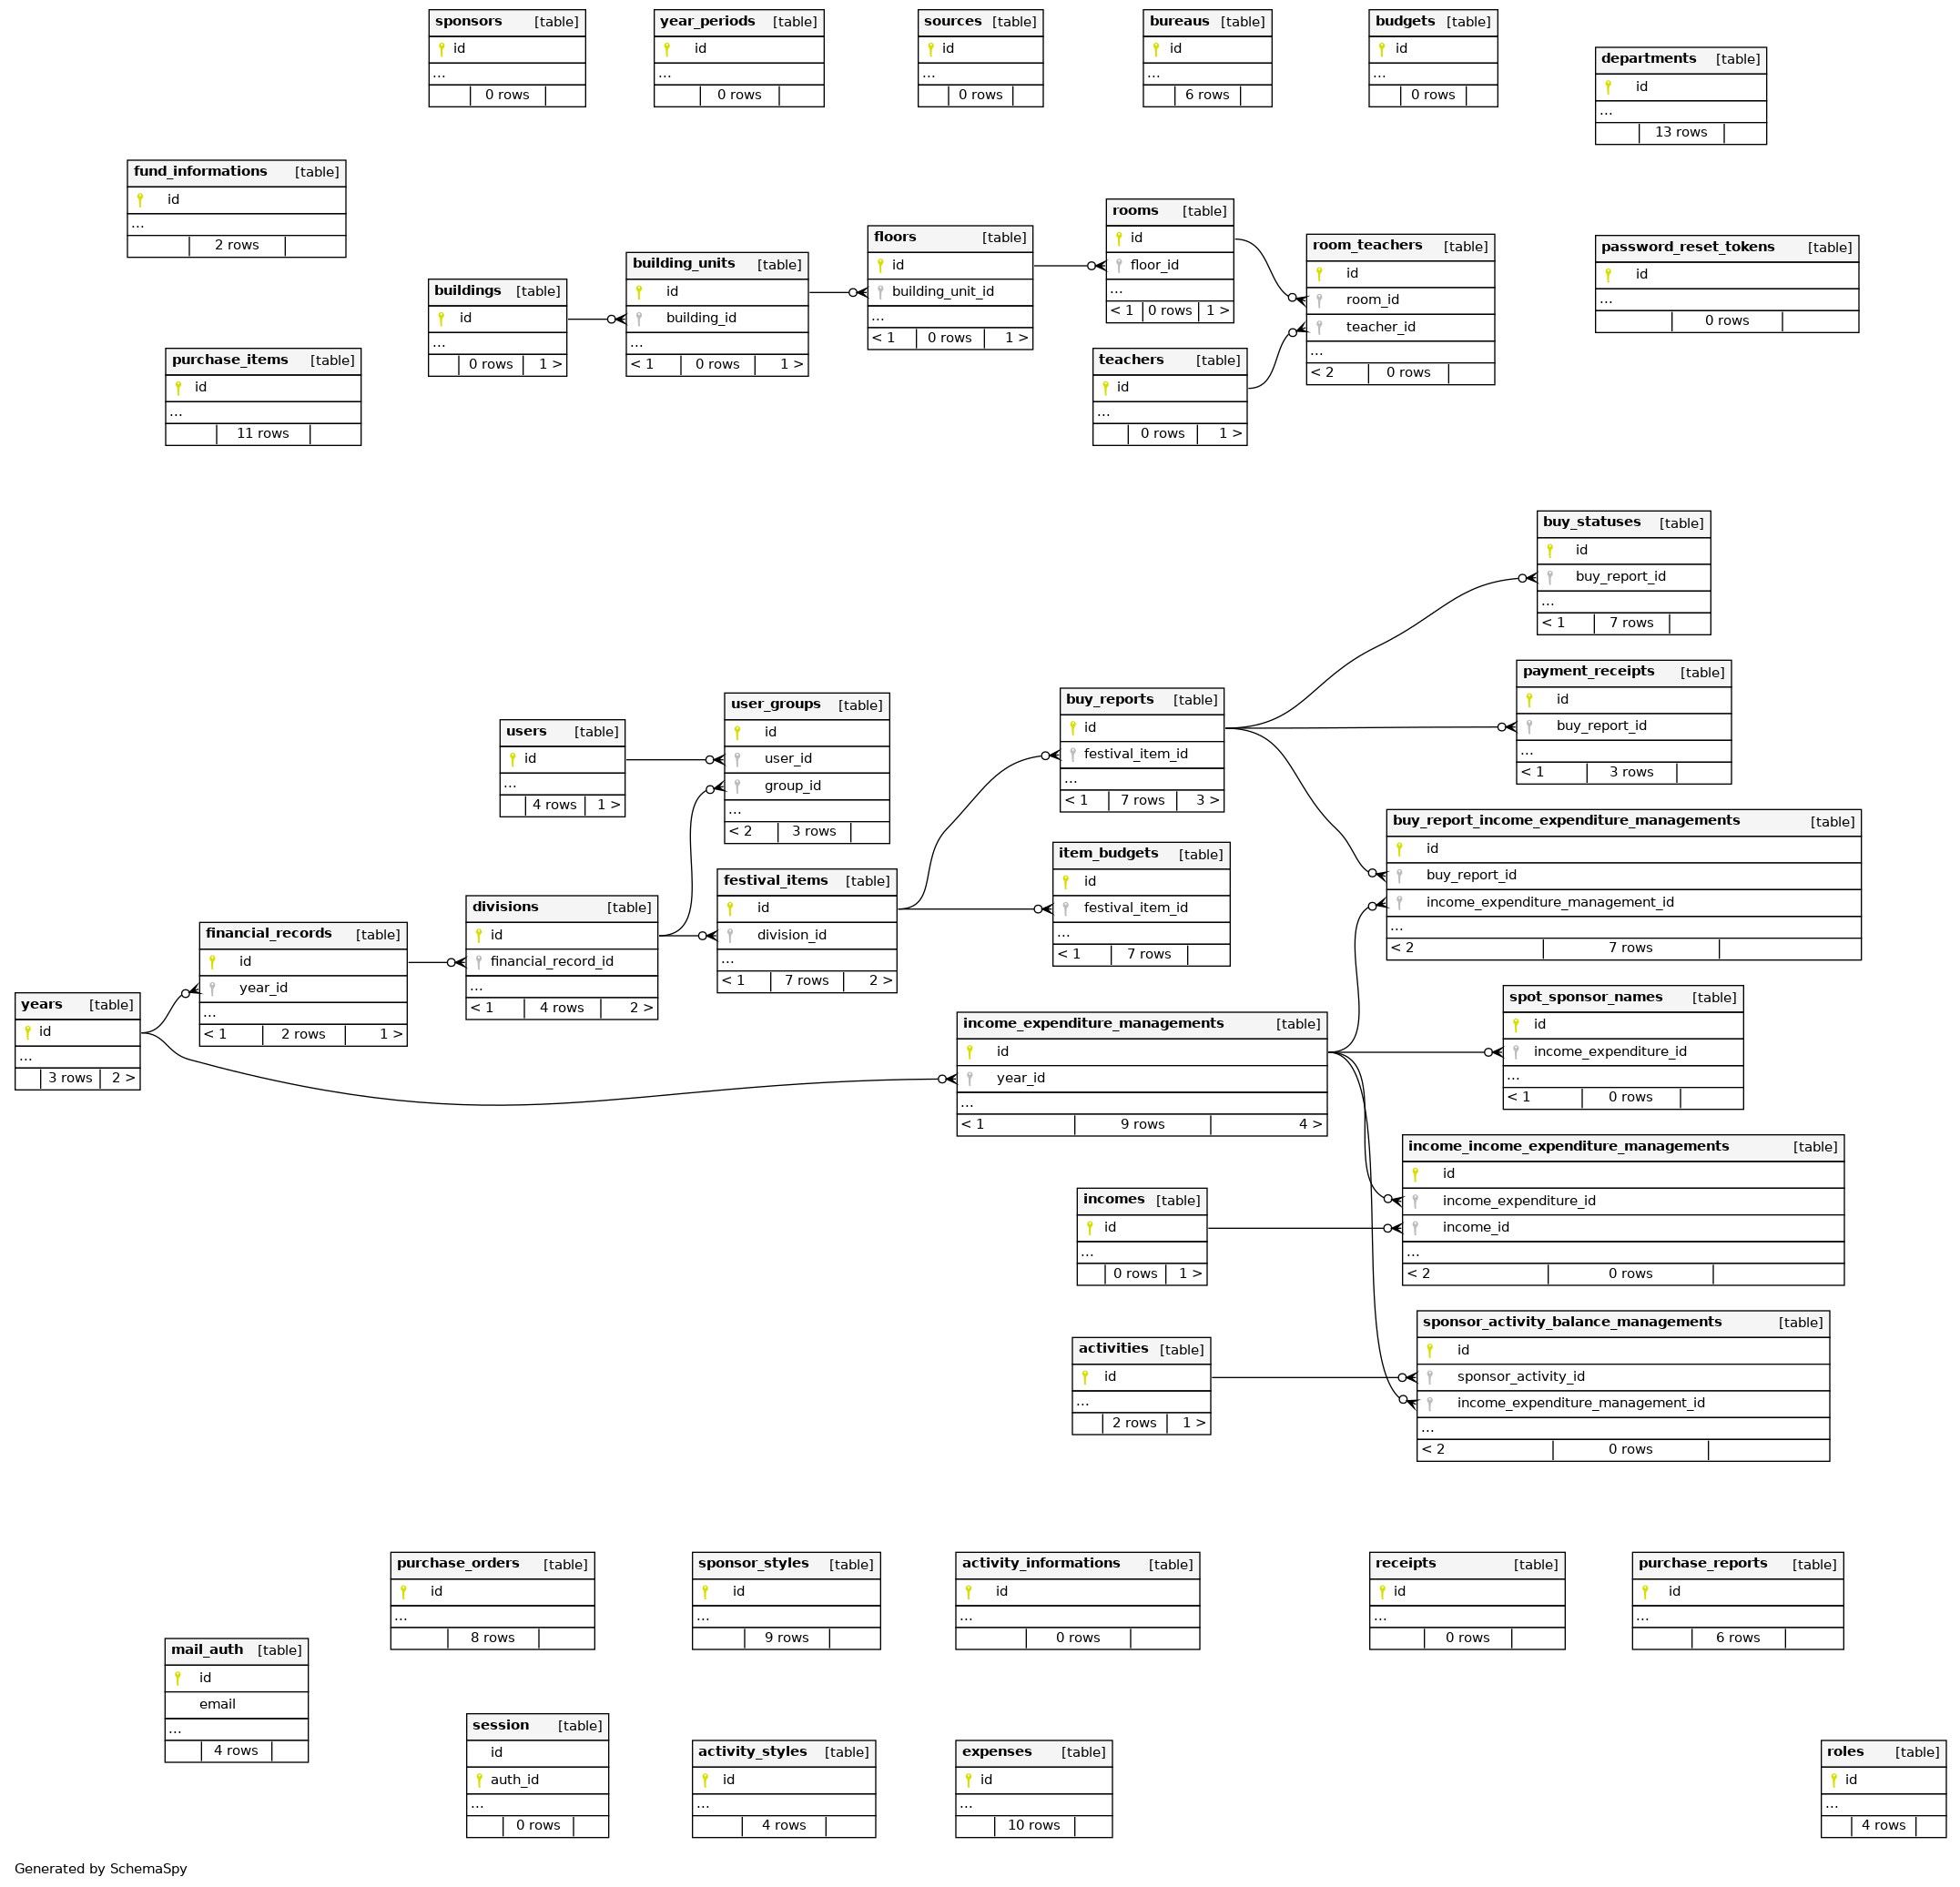 sponsors [table]
id
...
0 rows
year_periods [table]
id
...
0 rows
sources [table]
id
...
0 rows
bureaus [table]
id
...
6 rows
budgets [table]
id
...
0 rows
departments [table]
id
...
13 rows
fund_informations [table]
id
...
2 rows
buildings [table]
id
...
0 rows 1 >
building_units [table]
id
building_id
...
< 1 0 rows 1 >
floors [table]
id
building_unit_id
...
< 1 0 rows 1 >
rooms [table]
id
floor_id
...
< 1 0 rows 1 >
room_teachers [table]
id
room_id
teacher_id
...
< 2 0 rows
password_reset_tokens [table]
id
...
0 rows
purchase_items [table]
id
...
11 rows
teachers [table]
id
...
0 rows 1 >
buy_statuses [table]
id
buy_report_id
...
< 1 7 rows
payment_receipts [table]
id
buy_report_id
...
< 1 3 rows
users [table]
id
...
4 rows 1 >
user_groups [table]
id
user_id
group_id
...
< 2 3 rows
buy_reports [table]
id
festival_item_id
...
< 1 7 rows 3 >
buy_report_income_expenditure_managements [table]
id
buy_report_id
income_expenditure_management_id
...
< 2 7 rows
item_budgets [table]
id
festival_item_id
...
< 1 7 rows
festival_items [table]
id
division_id
...
< 1 7 rows 2 >
divisions [table]
id
financial_record_id
...
< 1 4 rows 2 >
financial_records [table]
id
year_id
...
< 1 2 rows 1 >
years [table]
id
...
3 rows 2 >
income_expenditure_managements [table]
id
year_id
...
< 1 9 rows 4 >
spot_sponsor_names [table]
id
income_expenditure_id
...
< 1 0 rows
income_income_expenditure_managements [table]
id
income_expenditure_id
income_id
...
< 2 0 rows
incomes [table]
id
...
0 rows 1 >
sponsor_activity_balance_managements [table]
id
sponsor_activity_id
income_expenditure_management_id
...
< 2 0 rows
activities [table]
id
...
2 rows 1 >
purchase_orders [table]
id
...
8 rows
sponsor_styles [table]
id
...
9 rows
activity_informations [table]
id
...
0 rows
receipts [table]
id
...
0 rows
purchase_reports [table]
id
...
6 rows
mail_auth [table]
id
email
...
4 rows
session [table]
id
auth_id
...
0 rows
activity_styles [table]
id
...
4 rows
expenses [table]
id
...
10 rows
roles [table]
id
...
4 rows
Generated by SchemaSpy